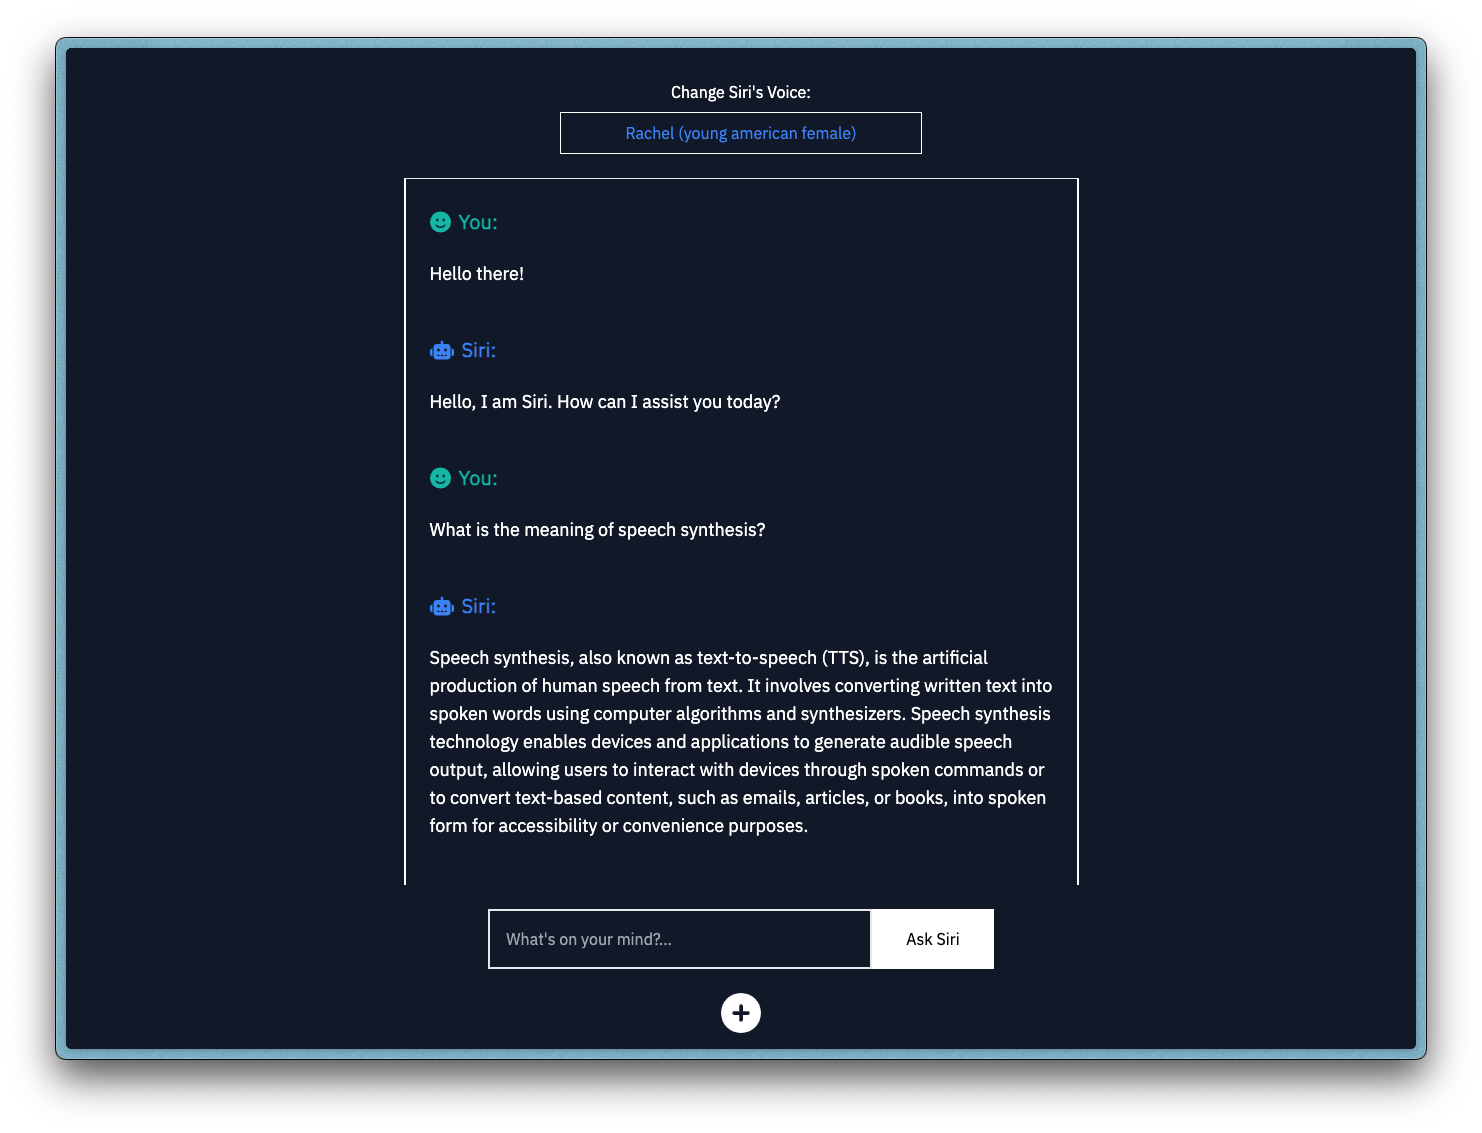 Change Siri's Voice:
Rachel (young american female)
You:
Hello there!
Siri:
Hello, I am Siri. How can I assist you today?
You:
What is the meaning of speech synthesis?
Siri:
Speech synthesis, also known as text-to-speech (TTS), is the artificial
production of human speech from text. It involves converting written text into
spoken words using computer algorithms and synthesizers. Speech synthesis
technology enables devices and applications to generate audible speech
output, allowing users to interact with devices through spoken commands or
to convert text-based content, such as emails, articles, or books, into spoken
form for accessibility or convenience purposes.
What's on your mind?...
Ask Siri